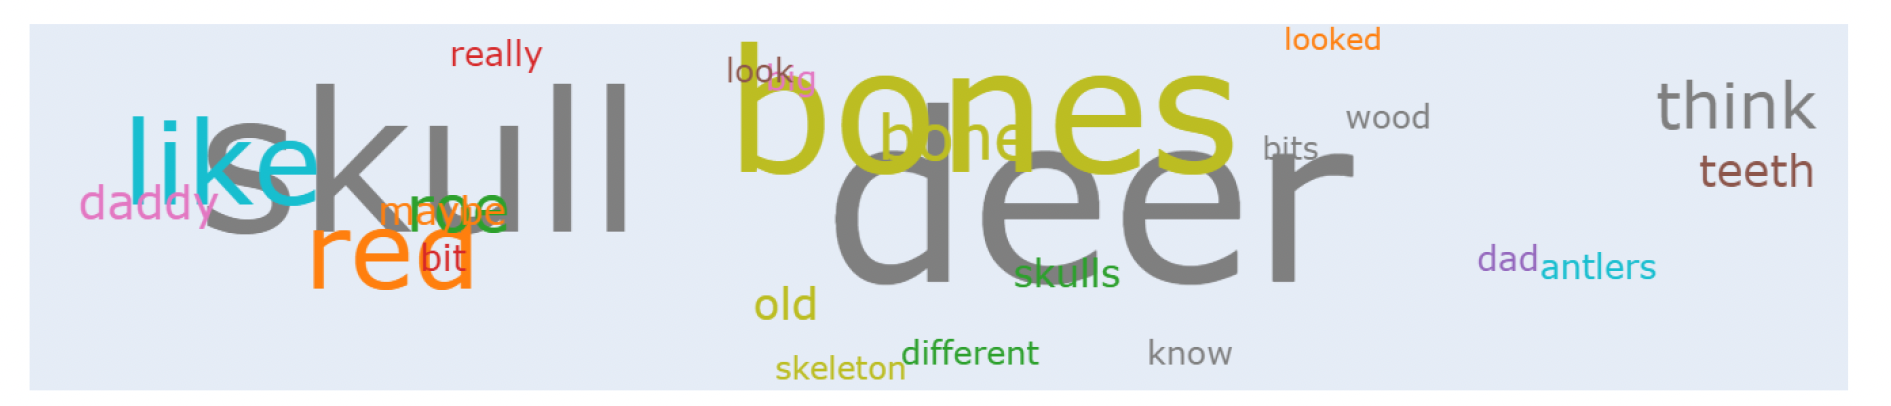 looked
really
look
big
bones
think
like
skull
bone
wood
bits
deer
teeth
daddy
maybe
roe
red
bit
skulls
dad
antlers
old
skeleton
different
know